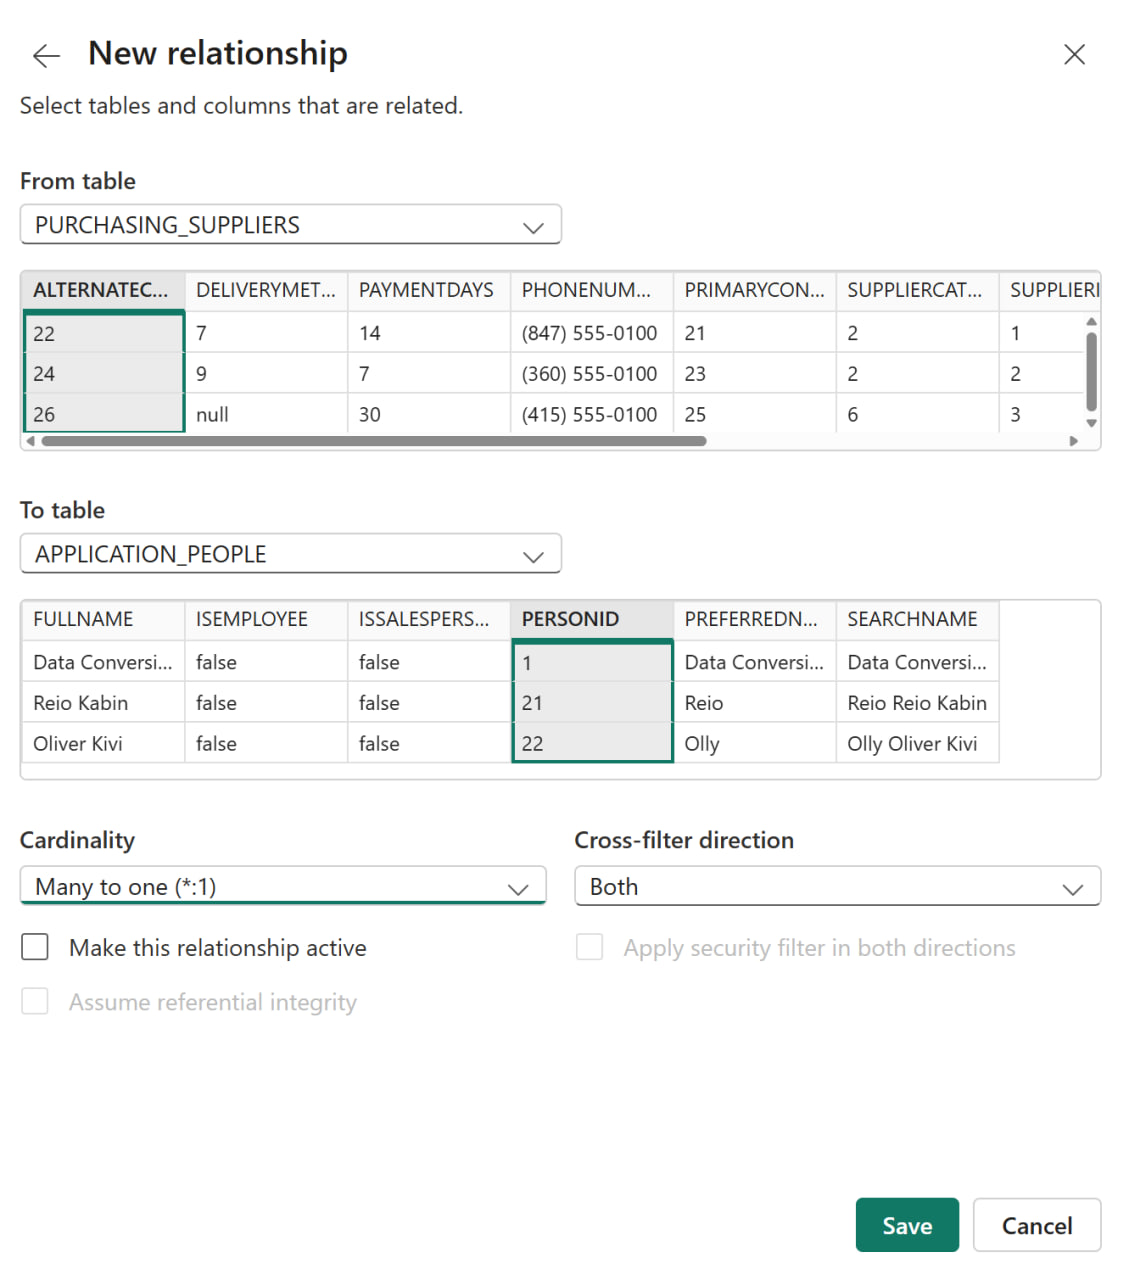 New relationship
Select tables and columns that are related.
From table
PURCHASING_SUPPLIERS
ALTERNATEC... DELIVERYMET... PAYMENTDAYS PHONENUM... PRIMARYCON... SUPPLIERCAT... SUPPLIERI
22 7 14 (847) 555-0100 21 2 1
24 9 7 (360) 555-0100 23 2 2
26 null 30 (415) 555-0100 25 6 3
To table
APPLICATION_PEOPLE
FULLNAME ISEMPLOYEE ISSALESPERS... PERSONID PREFERREDN... SEARCHNAME
Data Conversi... false false 1 Data Conversi... Data Conversi...
Reio Kabin false false 21 Reio Reio Reio Kabin
Oliver Kivi false false 22 Olly Olly Oliver Kivi
Cardinality Cross-filter direction
Many to one (*:1) Both
Make this relationship active Apply security filter in both directions
Assume referential integrity
Save Cancel